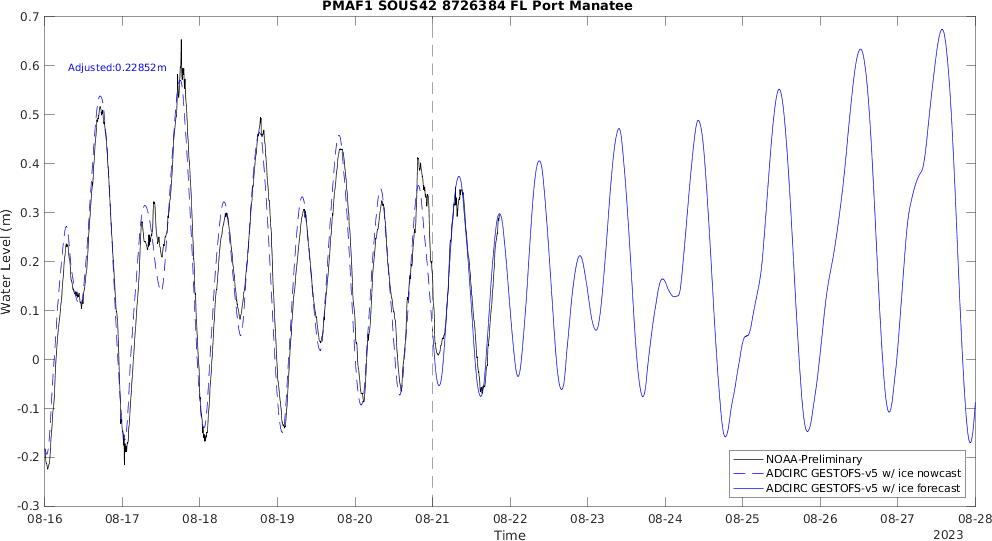 PMAF1 SOUS42 8726384 FL Port Manatee
0.7
0.6
0.5
0.4
0.3
0.2
0.1
0
-0.1
-0.2
-0.3
Water Level (m)
Adjusted:0.22852m
NOAA-Preliminary
ADCIRC GESTOFS-v5 w/ ice nowcast
ADCIRC GESTOFS-v5 w/ ice forecast
08-16 08-17 08-18 08-19 08-20 08-21 08-22 08-23 08-24 08-25 08-26 08-27 08-28
Time
2023